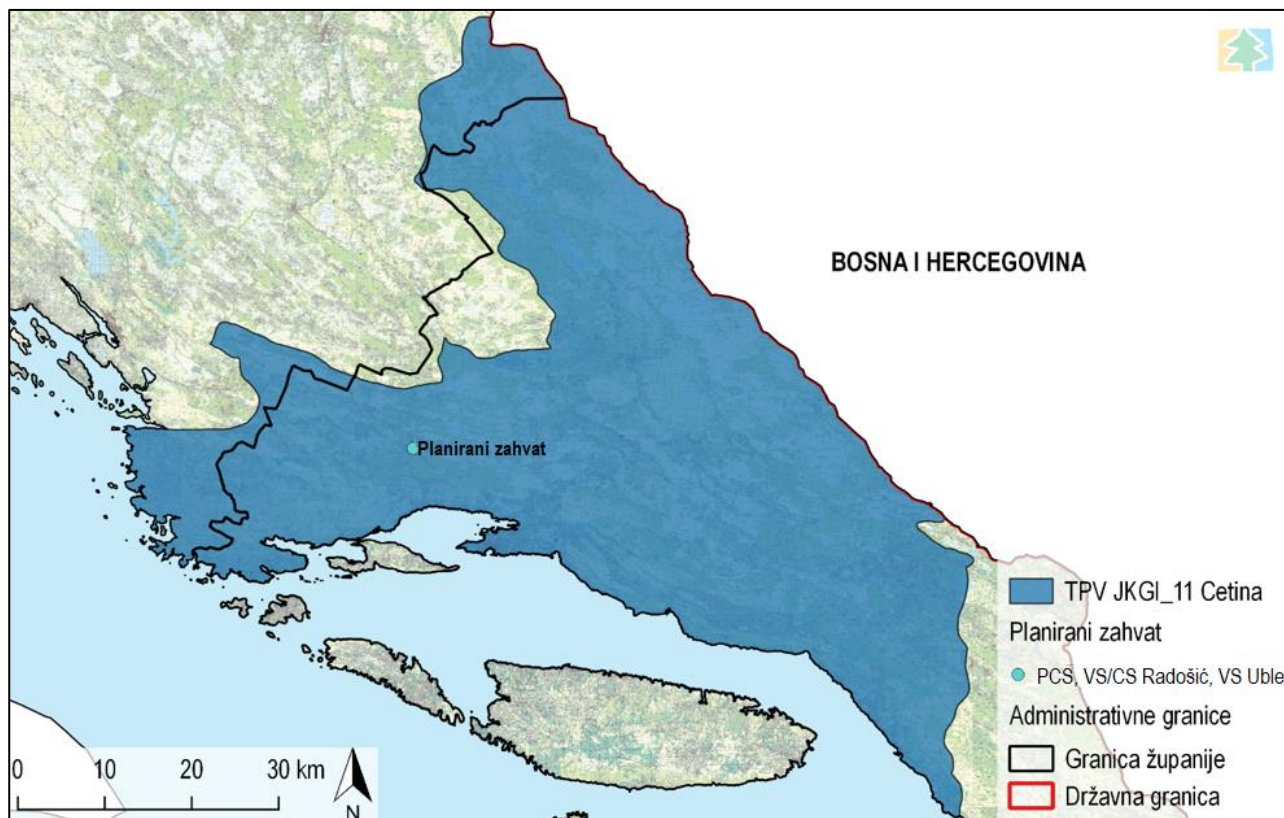 BOSNA I HERCEGOVINA
Planirani zahvat
TPV JKGI_11 Cetina
Planirani zahvat
PCS, VS/CS Radošić, VS Uble
Administrativne granice
Granica županije
Državna granica
0 10 20 30 km
N